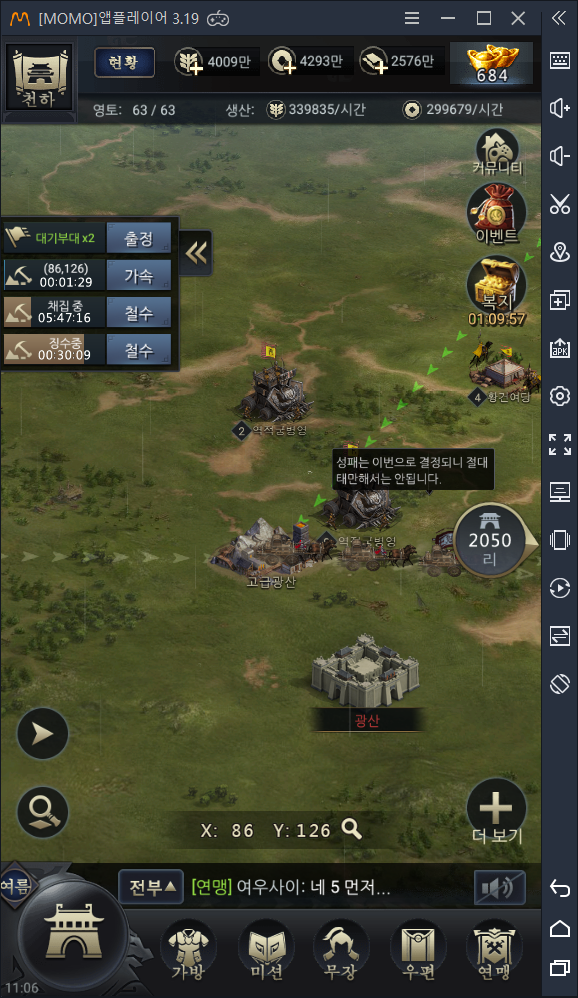 [MOMO]앱플레이어 3.19
천하
현황
4009만
4293만
2576만
684
영토: 63 / 63
생산: 339835/시간
299679/시간
커뮤니티
대기부대 x2
출정
이벤트
(86,126)
00:01:29
가속
채집 중
05:47:16
철수
복지
01:09:57
징수중
00:30:09
철수
4
2
성패는 이번으로 결정되니 절대
태만해서는 안됩니다.
2050
리
고급광산
광산
X: 86 Y: 126
더 보기
여름
전부
[연맹] 여우사이: 네 5 먼저...
가방
미션
무장
우편
연맹
11:06
APK